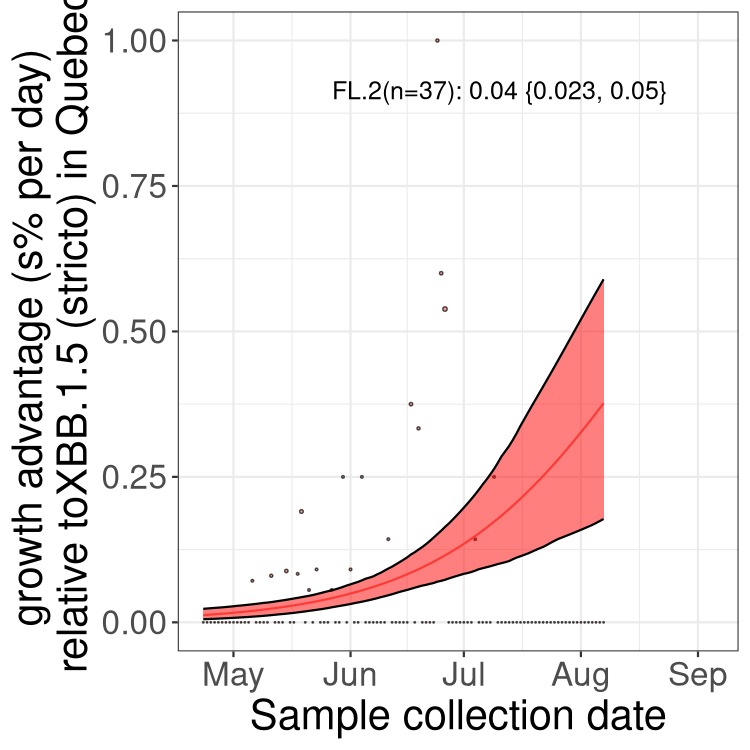 growth advantage (s% per day)
relative toXBB.1.5 (stricto) in Quebec
1.00
0.75
0.50
0.25
0.00
FL.2(n=37): 0.04 {0.023, 0.05}
May Jun Jul Aug Sep
Sample collection date